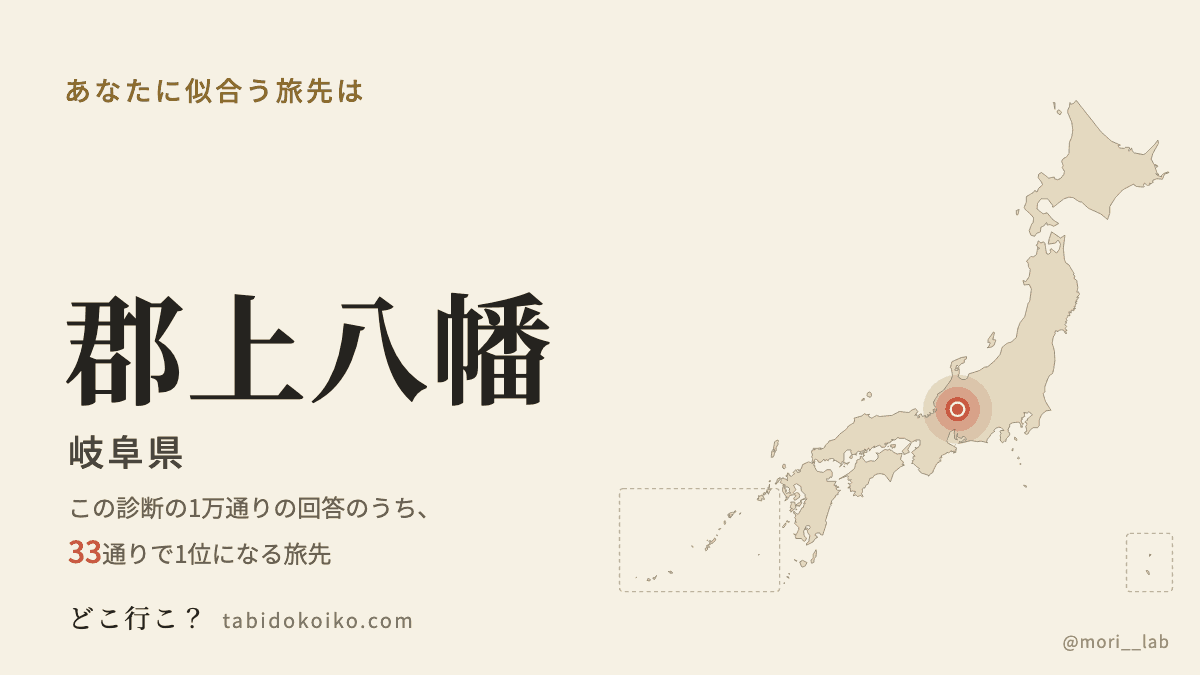 あなたに似合う旅先は
郡上八幡
岐阜県
この診断の1万通りの回答のうち、
33通りで1位になる旅先
どこ行こ？ tabidokoiko.com
@mori__lab